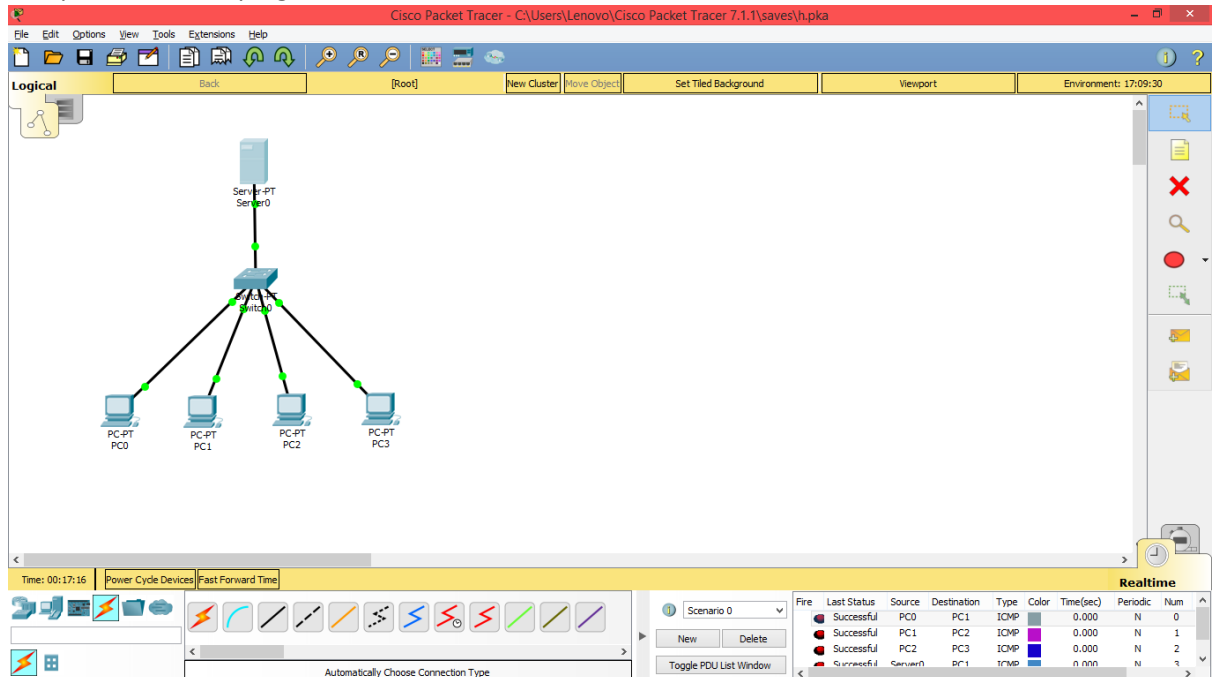 Cisco Packet Tracer - C:\Users\Lenovo\Cisco Packet Tracer 7.1.1\saves\h.pka
File Edit Options View Tools Extensions Help
Logical Back [Root] New Cluster Move Object Set Tiled Background Viewport Environment: 17:09:30
Server-PT
Server0
Switch-PT
Switch0
PC-PT PC-PT PC-PT PC-PT
PC0 PC1 PC2 PC3
Time: 00:17:16 Power Cycle Devices Fast Forward Time Realtime
Scenario 0
New Delete
Toggle PDU List Window
Automatically Choose Connection Type
Fire Last Status Source Destination Type Color Time(sec) Periodic Num
Successful PC0 PC1 ICMP 0.000 N 0
Successful PC1 PC2 ICMP 0.000 N 1
Successful PC2 PC3 ICMP 0.000 N 2
Successful Server0 PC1 ICMP 0.000 N 3